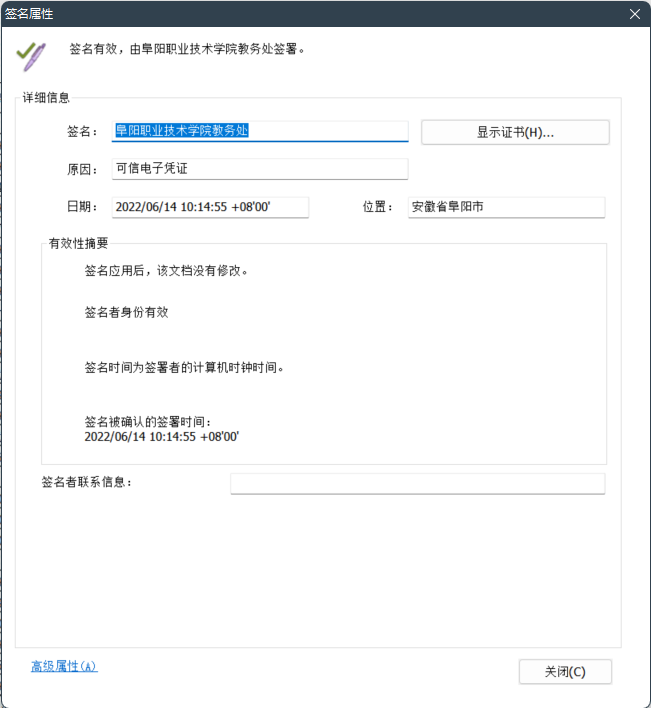 签名属性
签名有效，由阜阳职业技术学院教务处签署。
详细信息
签名： 阜阳职业技术学院教务处 显示证书(H)...
原因： 可信电子凭证
日期： 2022/06/14 10:14:55 +08'00' 位置： 安徽省阜阳市
有效性摘要
签名应用后，该文档没有修改。
签名者身份有效
签名时间为签署者的计算机时钟时间。
签名被确认的签署时间：
2022/06/14 10:14:55 +08'00'
签名者联系信息：
高级属性(A) 关闭(C)